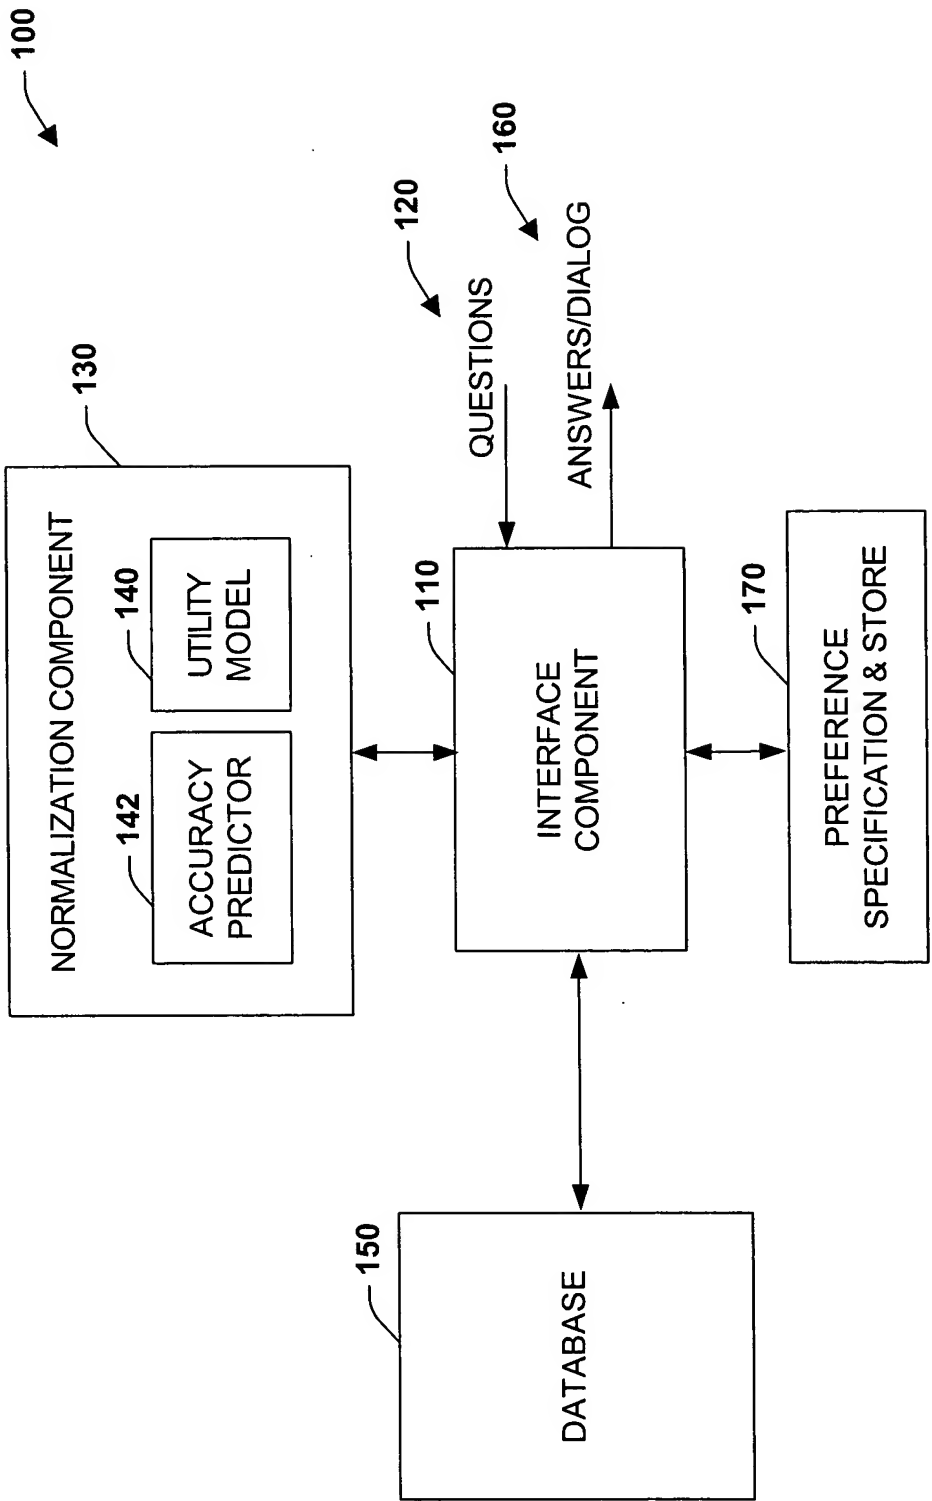 100
130
NORMALIZATION COMPONENT
142
ACCURACY
PREDICTOR
140
UTILITY
MODEL
120
QUESTIONS
160
ANSWERS/DIALOG
110
INTERFACE
COMPONENT
150
DATABASE
170
PREFERENCE
SPECIFICATION & STORE